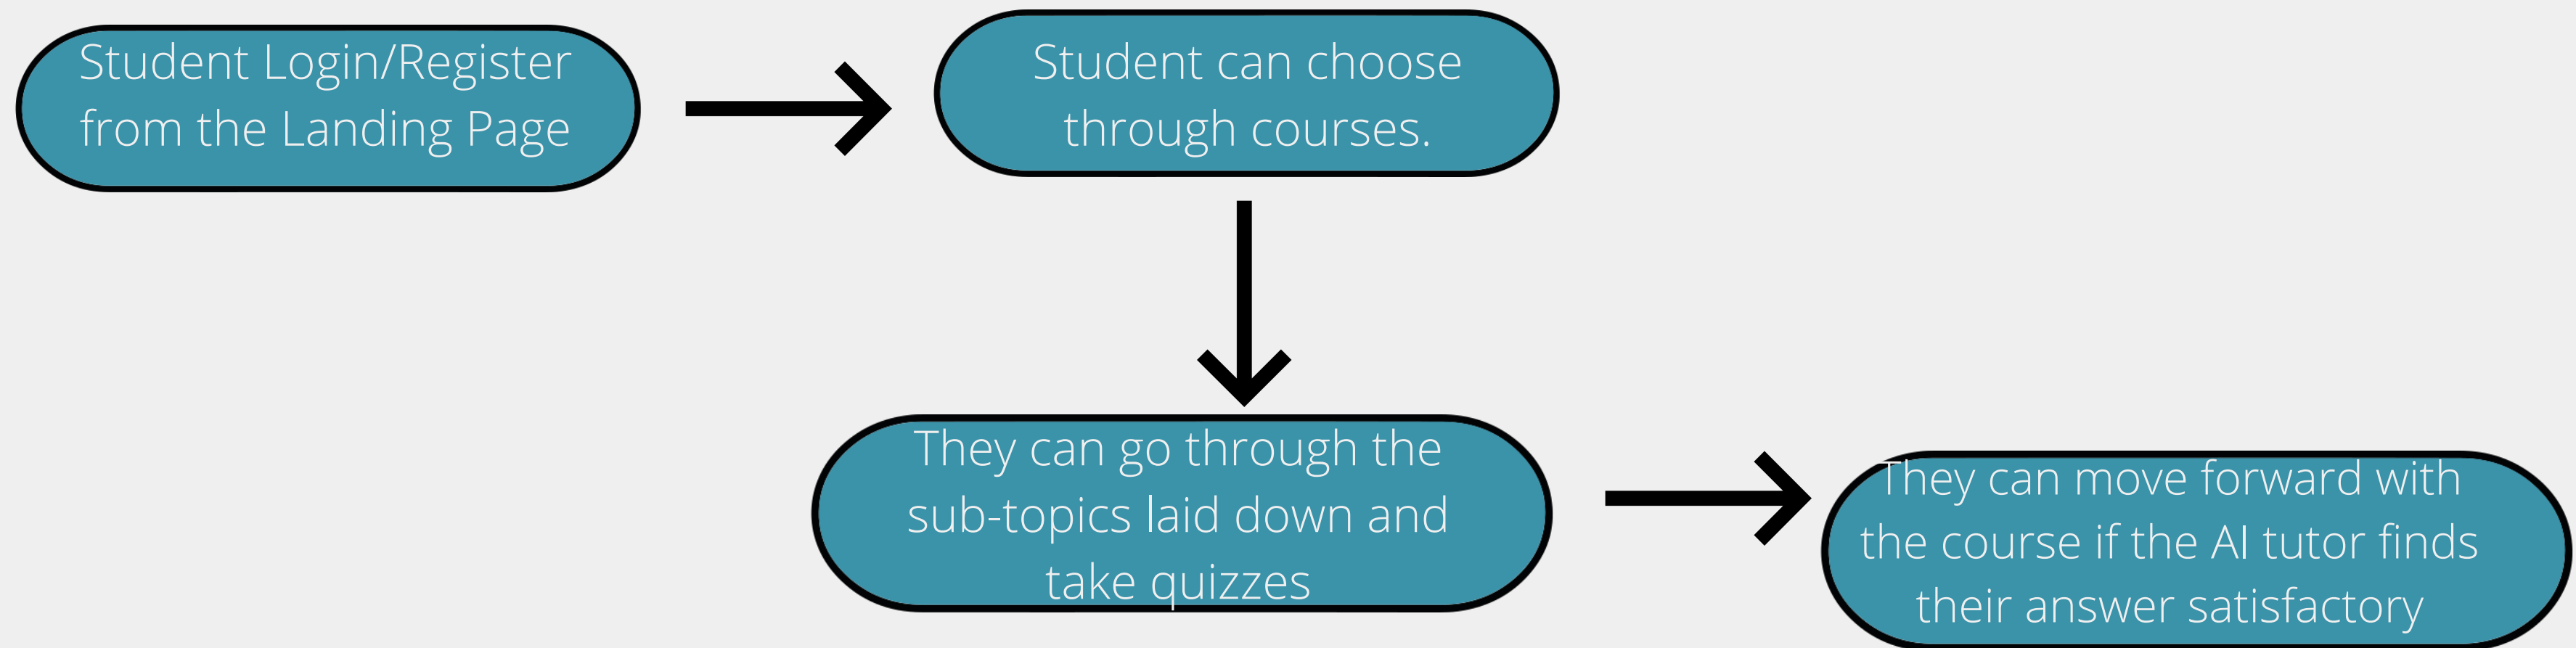 Student Login/Register
from the Landing Page
Student can choose
through courses.
They can go through the
sub-topics laid down and
take quizzes
They can move forward with
the course if the AI tutor finds
their answer satisfactory